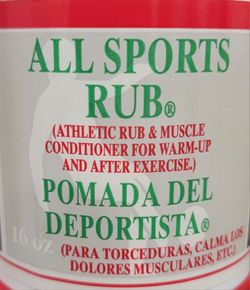 ALL SPORTS
RUB®
(ATHLETIC RUB & MUSCLE
CONDITIONER FOR WARM-UP
AND AFTER EXERCISE.)
POMADA DEL
DEPORTISTA®
16 oz
(PARA TORCEDURAS, CALMA LOS
DOLORES MUSCULARES, ETC.)